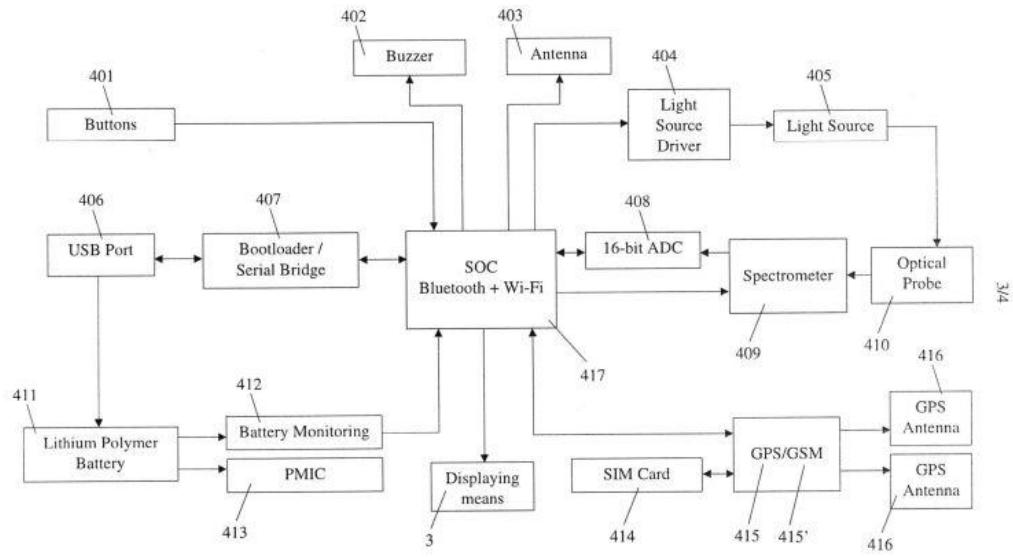 402
403
Buzzer
Antenna
404
401
405
Buttons
Light
Source
Driver
Light Source
406
407
408
USB Port
Bootloader /
Serial Bridge
SOC
Bluetooth + Wi-Fi
16-bit ADC
Spectrometer
Optical
Probe
3/4
409
410
417
416
411
412
GPS
Antenna
Lithium Polymer
Battery
Battery Monitoring
PMIC
413
Displaying
means
3
SIM Card
414
GPS/GSM
415
415'
GPS
Antenna
416